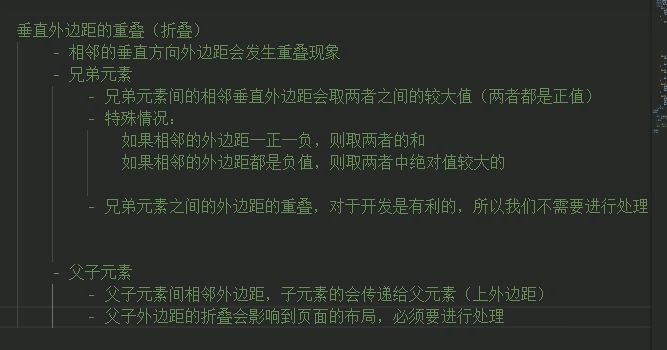 垂直外边距的重叠（折叠）
- 相邻的垂直方向外边距会发生重叠现象
- 兄弟元素
- 兄弟元素间的相邻垂直外边距会取两者之间的较大值（两者都是正值）
- 特殊情况：
如果相邻的外边距一正一负，则取两者的和
如果相邻的外边距都是负值，则取两者中绝对值较大的
- 兄弟元素之间的外边距的重叠，对于开发是有利的，所以我们不需要进行处理
- 父子元素
- 父子元素间相邻外边距，子元素的会传递给父元素（上外边距）
- 父子外边距的折叠会影响到页面的布局，必须要进行处理